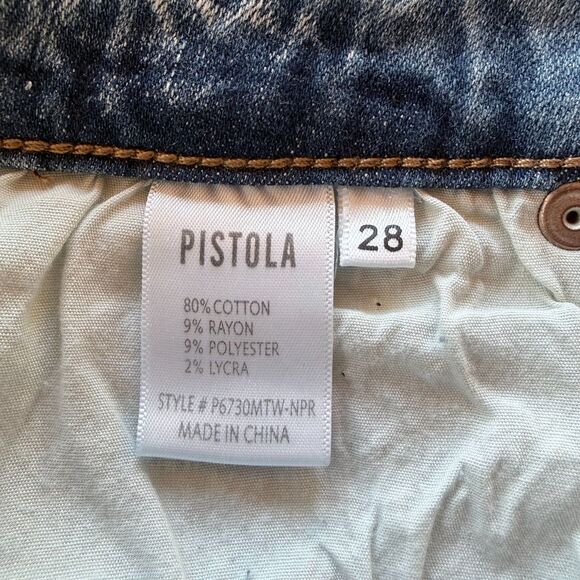 PISTOLA
28
80% COTTON
9% RAYON
9% POLYESTER
2% LYCRA
STYLE # P6730MTW-NPR
MADE IN CHINA